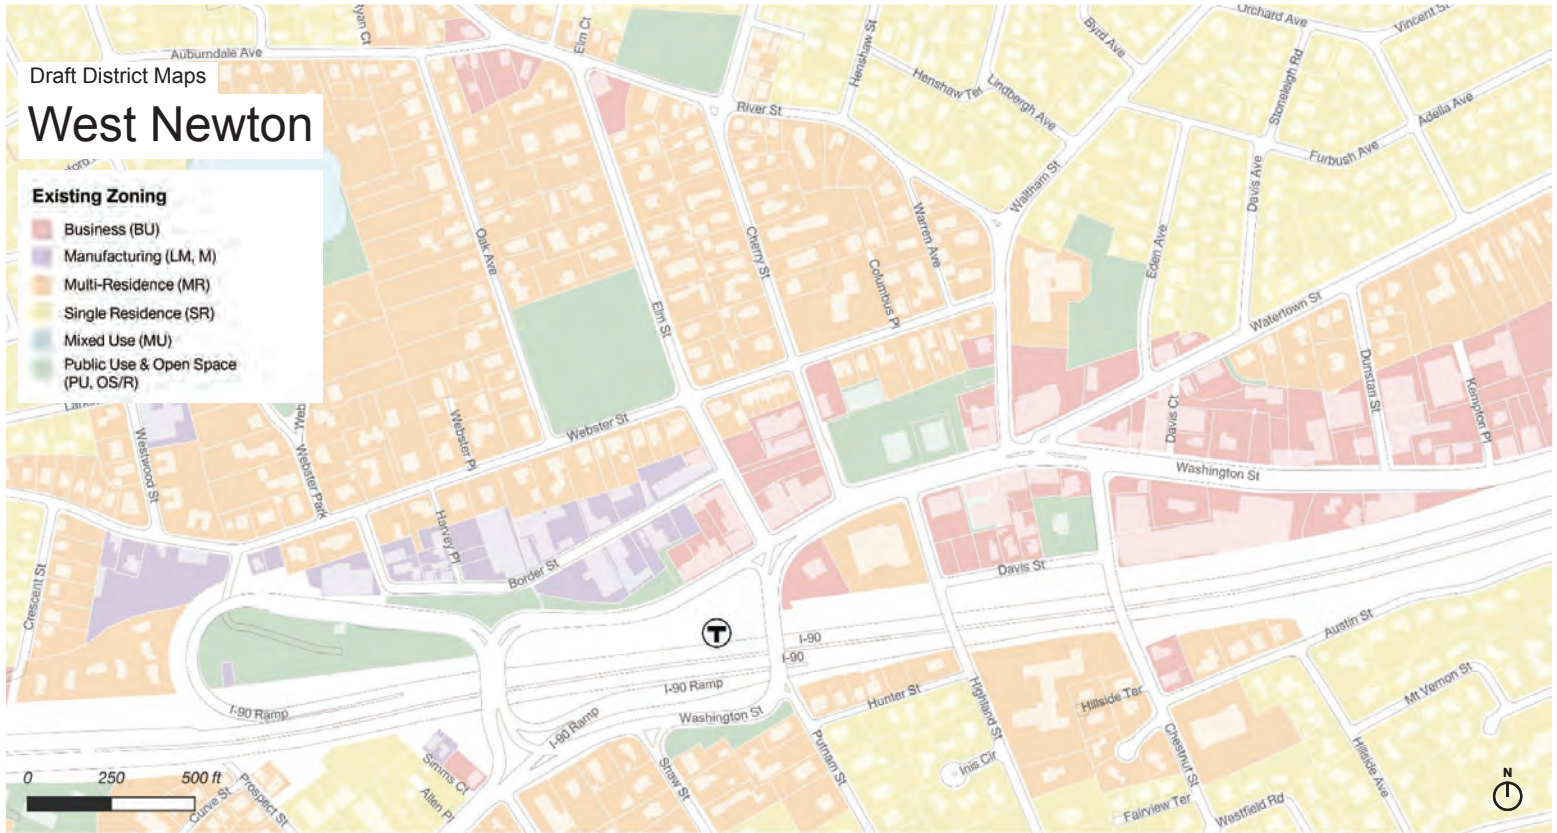 Draft District Maps
West Newton
Existing Zoning
Business (BU)
Manufacturing (LM, M)
Multi-Residence (MR)
Single Residence (SR)
Mixed Use (MU)
Public Use & Open Space
(PU, OS/R)
Auburndale Ave
Elm Ct
Henshaw St
Byrd Ave
Orchard Ave
Vincent St
Henshaw Ter
Lindbergh Ave
Stoneleigh Rd
Adella Ave
River St
Furbush Ave
Waltham St
Davis Ave
Warren Ave
Oak Ave
Cherry St
Eden Ave
Columbus Pl
Elm St
Watertown St
Dunstan St
Kempton Pl
Webster Pl
Webster St
Davis Ct
Westwood St
Webster Park
Washington St
Harvey Pl
Border St
Davis St
Crescent St
T
I-90
I-90
Austin St
I-90 Ramp
Hunter St
Hillside Ter
Mt Vernon St
I-90 Ramp
Washington St
Highland St
I-90 Ramp
Putnam St
Chestnut St
Hillside Ave
Simms Ct
Shaw St
Inis Cir
Allen Pl
Prospect St
Curve St
Fairview Ter
Westfield Rd
0 250 500 ft
N